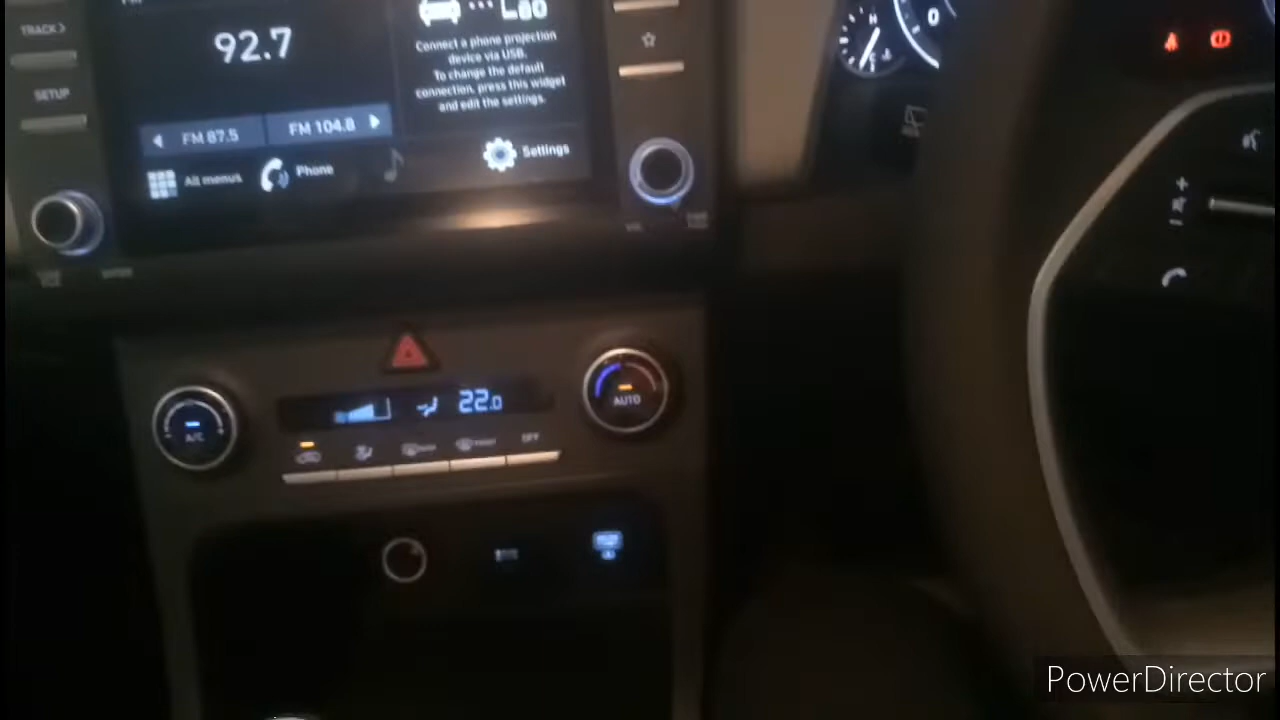 TRACK >
SETUP
92.7
Connect a phone projection
device via USB.
To change the default
connection, press this widget
and edit the settings.
FM 87.5
FM 104.8
All menus
Phone
Settings
0
H
C
+
−
A/C
22.0
AUTO
OFF
PowerDirector